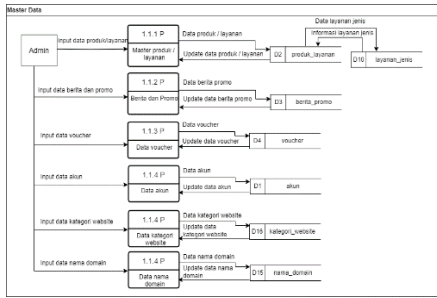 Master Data
Data layanan jenis
Informasi layanan jenis
Admin
Input data produk/layanan
1.1.1 P
Master produk /
layanan
Data produk / layanan
Update data produk / layanan
D2 produk_layanan
D10 layanan_jenis
Input data berita dan promo
1.1.2 P
Berita dan Promo
Data berita promo
Update data berita promo
D3 berita_promo
Input data voucher
1.1.3 P
Data voucher
Data voucher
Update data voucher
D4 voucher
Input data akun
1.1.4 P
Data akun
Data akun
Update data akun
D1 akun
Input data kategori website
1.1.4 P
Data kategori
website
Data kategori website
Update data
kategori website
D16 kategori_website
Input data nama domain
1.1.4 P
Data nama
domain
Data nama domain
Update data nama
domain
D15 nama_domain